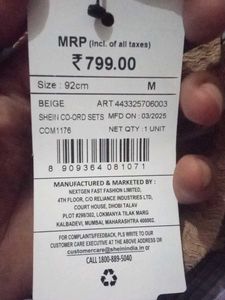 MRP (incl. of all taxes)
₹799.00
Size : 92cm M
BEIGE ART 443325706003
SHEIN CO-ORD SETS MFD ON : 03/2025
COM1176 NET QTY : 1 UNIT
8 909364 081071
MANUFACTURED & MARKETED BY :
NEXTGEN FAST FASHION LIMITED,
4TH FLOOR, C/O RELIANCE INDUSTRIES LTD,
COURT HOUSE, DHOBI TALAV
PLOT #298/302, LOKMANYA TILAK MARG
KALBADEVI, MUMBAI, MAHARASHTRA 400002.
FOR COMPLAINTS/FEEDBACK, PLS WRITE TO OUR
CUSTOMER CARE EXECUTIVE AT THE ABOVE ADDRESS OR
customercare@sheinindia.in or
CALL 1800-889-5040